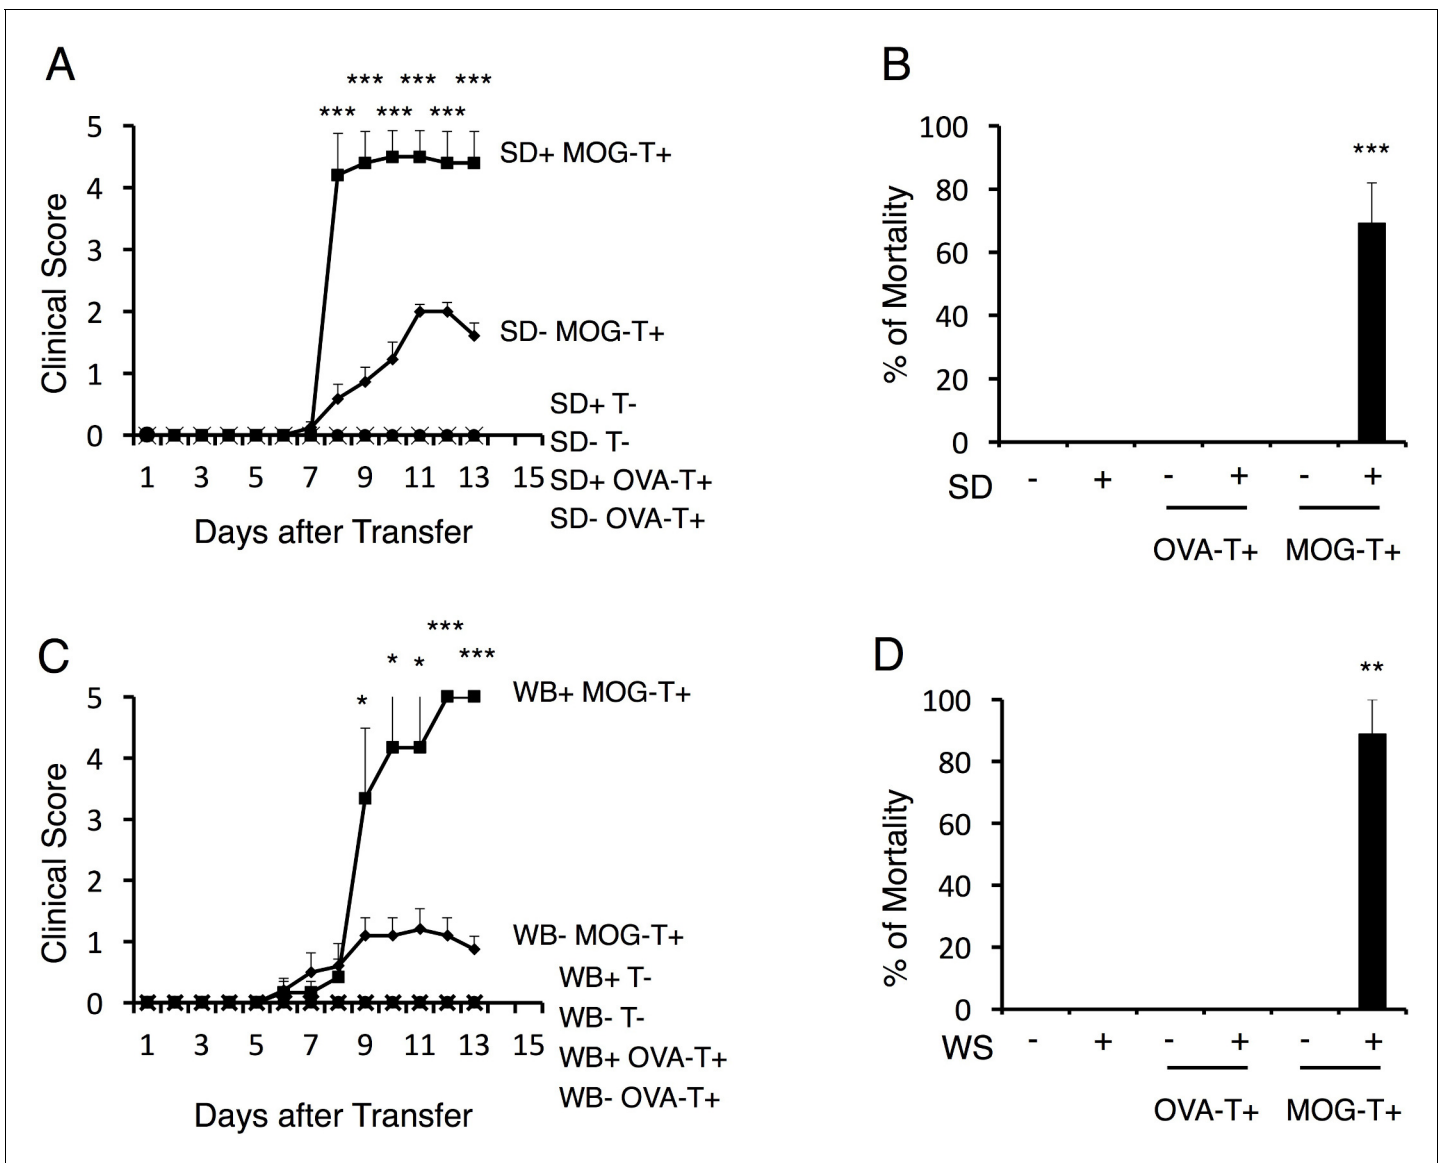 A
*** *** ***
*** *** ***
5
4
3
2
1
0
Clinical Score
SD+ MOG-T+
SD- MOG-T+
SD+ T-
SD- T-
SD+ OVA-T+
SD- OVA-T+
1 3 5 7 9 11 13 15
Days after Transfer
B
***
100
80
60
40
20
0
% of Mortality
SD - + - + - +
OVA-T+ MOG-T+
C
***
* * ***
*
5
4
3
2
1
0
Clinical Score
WB+ MOG-T+
WB- MOG-T+
WB+ T-
WB- T-
WB+ OVA-T+
WB- OVA-T+
1 3 5 7 9 11 13 15
Days after Transfer
D
**
100
80
60
40
20
0
% of Mortality
WS - + - + - +
OVA-T+ MOG-T+